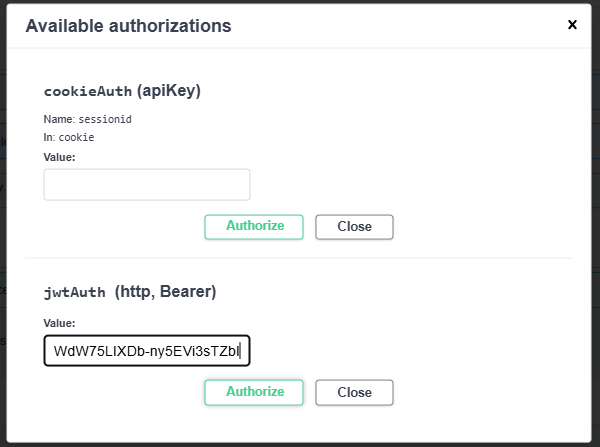 Available authorizations
×
cookieAuth (apiKey)
Name: sessionid
In: cookie
Value:
Authorize Close
jwtAuth (http, Bearer)
Value:
WdW75LIXDb-ny5EVi3sTZbl
Authorize Close